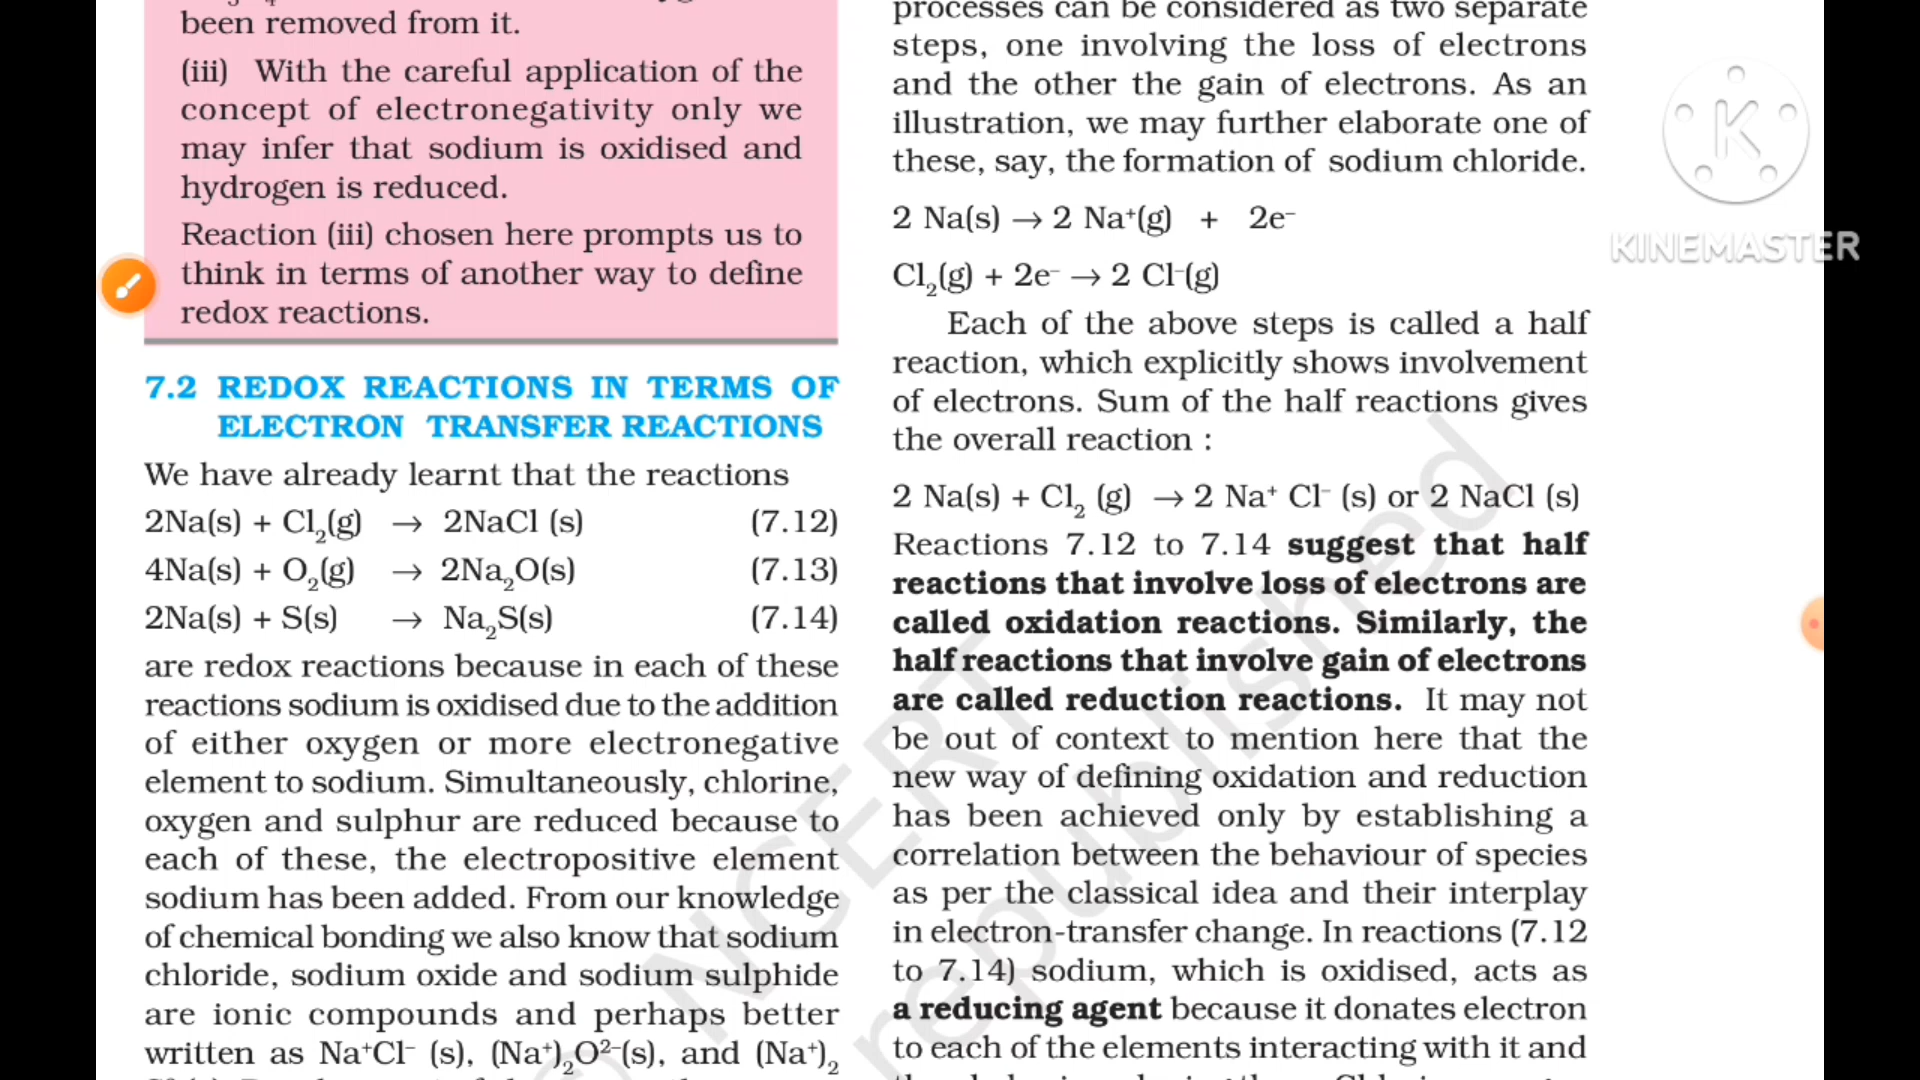 been removed from it.
(iii) With the careful application of the
concept of electronegativity only we
may infer that sodium is oxidised and
hydrogen is reduced.
Reaction (iii) chosen here prompts us to
think in terms of another way to define
redox reactions.
7.2 REDOX REACTIONS IN TERMS OF
ELECTRON TRANSFER REACTIONS
We have already learnt that the reactions
2Na(s) + Cl₂(g) → 2NaCl (s) (7.12)
4Na(s) + O₂(g) → 2Na₂O(s) (7.13)
2Na(s) + S(s) → Na₂S(s) (7.14)
are redox reactions because in each of these
reactions sodium is oxidised due to the addition
of either oxygen or more electronegative
element to sodium. Simultaneously, chlorine,
oxygen and sulphur are reduced because to
each of these, the electropositive element
sodium has been added. From our knowledge
of chemical bonding we also know that sodium
chloride, sodium oxide and sodium sulphide
are ionic compounds and perhaps better
written as Na⁺Cl⁻ (s), (Na⁺)₂O²⁻(s), and (Na⁺)₂
processes can be considered as two separate
steps, one involving the loss of electrons
and the other the gain of electrons. As an
illustration, we may further elaborate one of
these, say, the formation of sodium chloride.
2 Na(s) → 2 Na⁺(g) + 2e⁻
Cl₂(g) + 2e⁻ → 2 Cl⁻(g)
Each of the above steps is called a half
reaction, which explicitly shows involvement
of electrons. Sum of the half reactions gives
the overall reaction :
2 Na(s) + Cl₂ (g) → 2 Na⁺ Cl⁻ (s) or 2 NaCl (s)
Reactions 7.12 to 7.14 suggest that half
reactions that involve loss of electrons are
called oxidation reactions. Similarly, the
half reactions that involve gain of electrons
are called reduction reactions. It may not
be out of context to mention here that the
new way of defining oxidation and reduction
has been achieved only by establishing a
correlation between the behaviour of species
as per the classical idea and their interplay
in electron-transfer change. In reactions (7.12
to 7.14) sodium, which is oxidised, acts as
a reducing agent because it donates electron
to each of the elements interacting with it and
© NCERT
republished
K
KINEMASTER